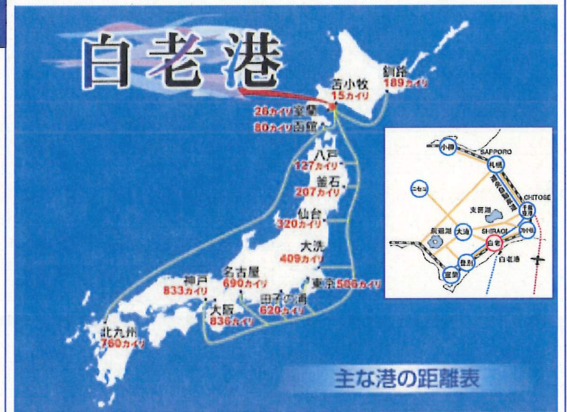 白老港
釧路
189カイリ
苫小牧
15カイリ
26カイリ室蘭
80カイリ函館
八戸
127カイリ
釜石
207カイリ
仙台
320カイリ
大洗
409カイリ
東京506カイリ
名古屋
690カイリ
田子の浦
620カイリ
神戸
833カイリ
大阪
836カイリ
北九州
760カイリ
主な港の距離表
小樽
SAPPORO
札幌
CHITOSE
ニセコ
支笏湖
洞爺湖
大滝
SHIRAOI
白老
苫小牧
登別
室蘭
白老港